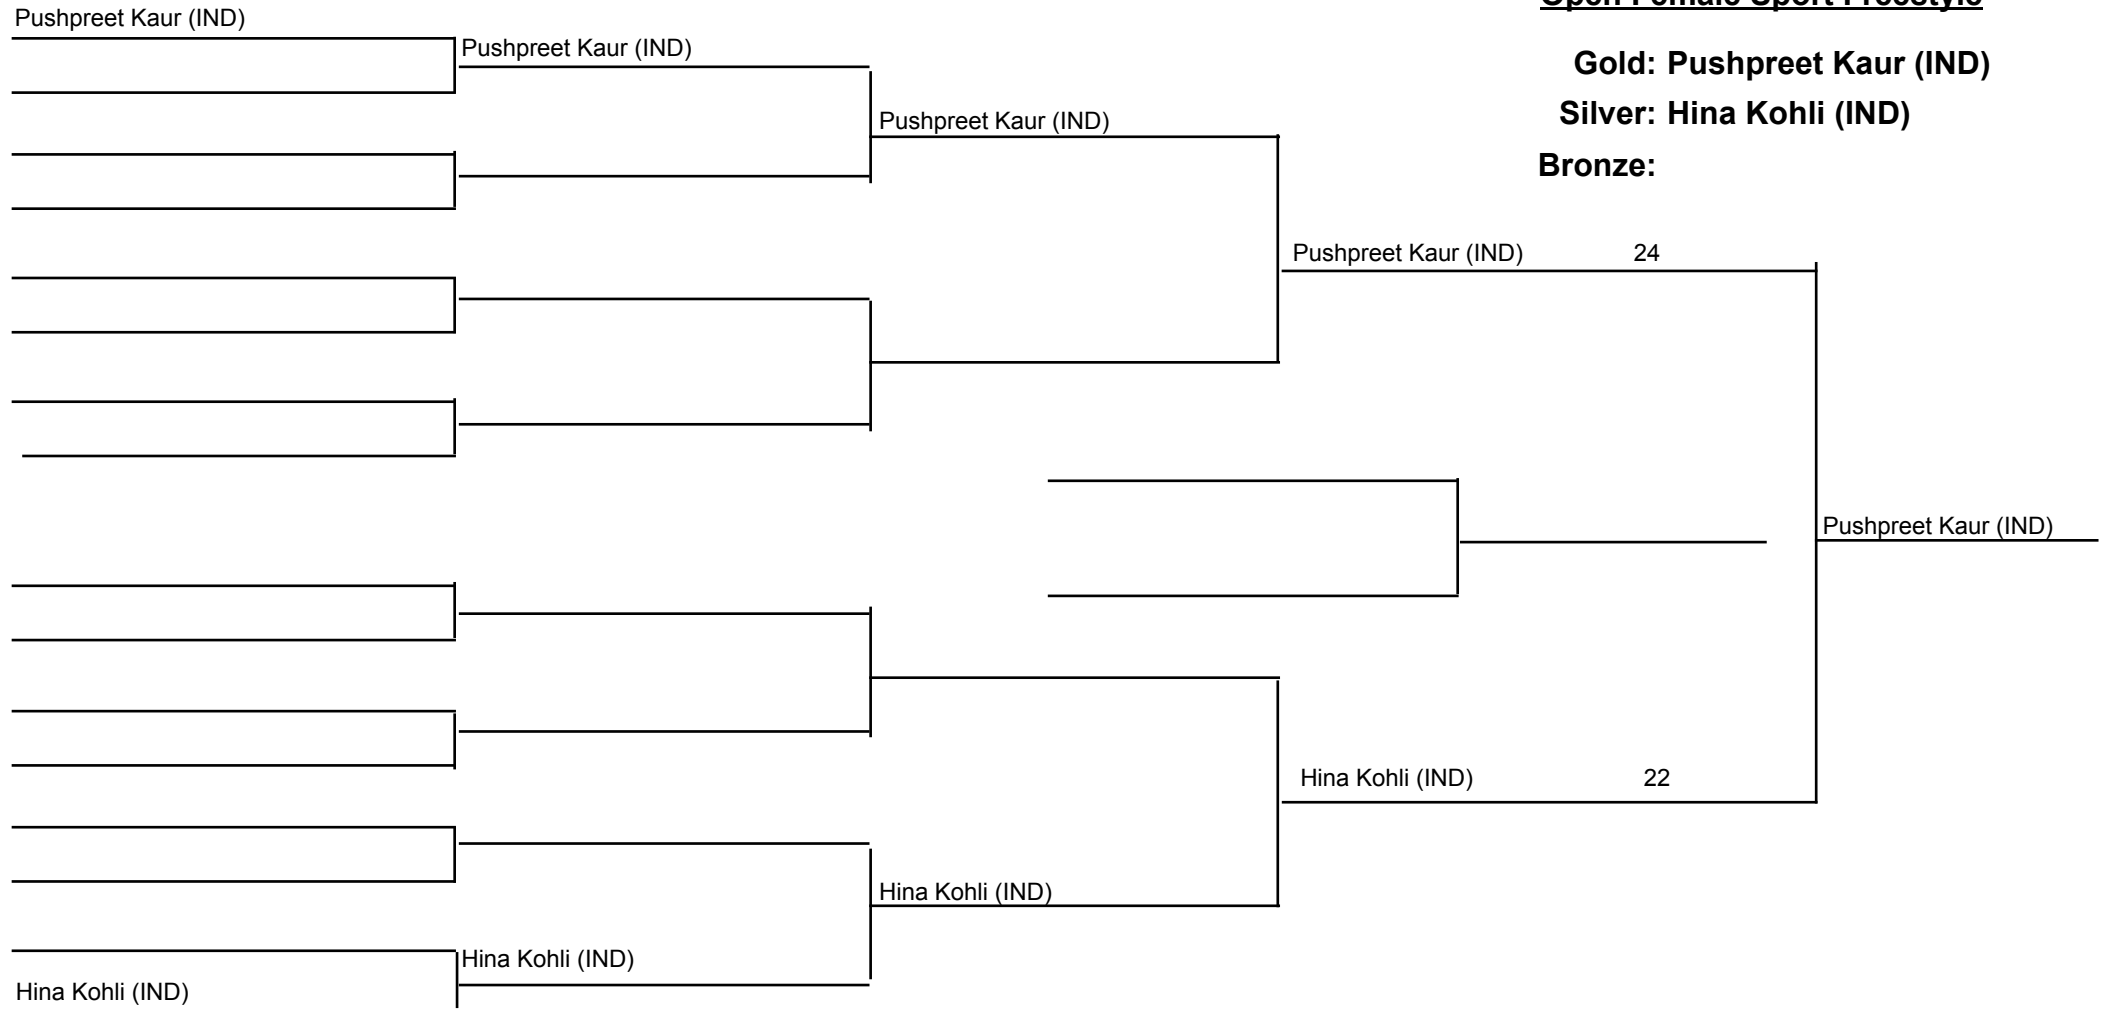 Open Female Sport Freestyle
Pushpreet Kaur (IND)
Pushpreet Kaur (IND)
Gold: Pushpreet Kaur (IND)
Silver: Hina Kohli (IND)
Pushpreet Kaur (IND)
Bronze:
Pushpreet Kaur (IND) 24
Pushpreet Kaur (IND)
Hina Kohli (IND) 22
Hina Kohli (IND)
Hina Kohli (IND)
Hina Kohli (IND)